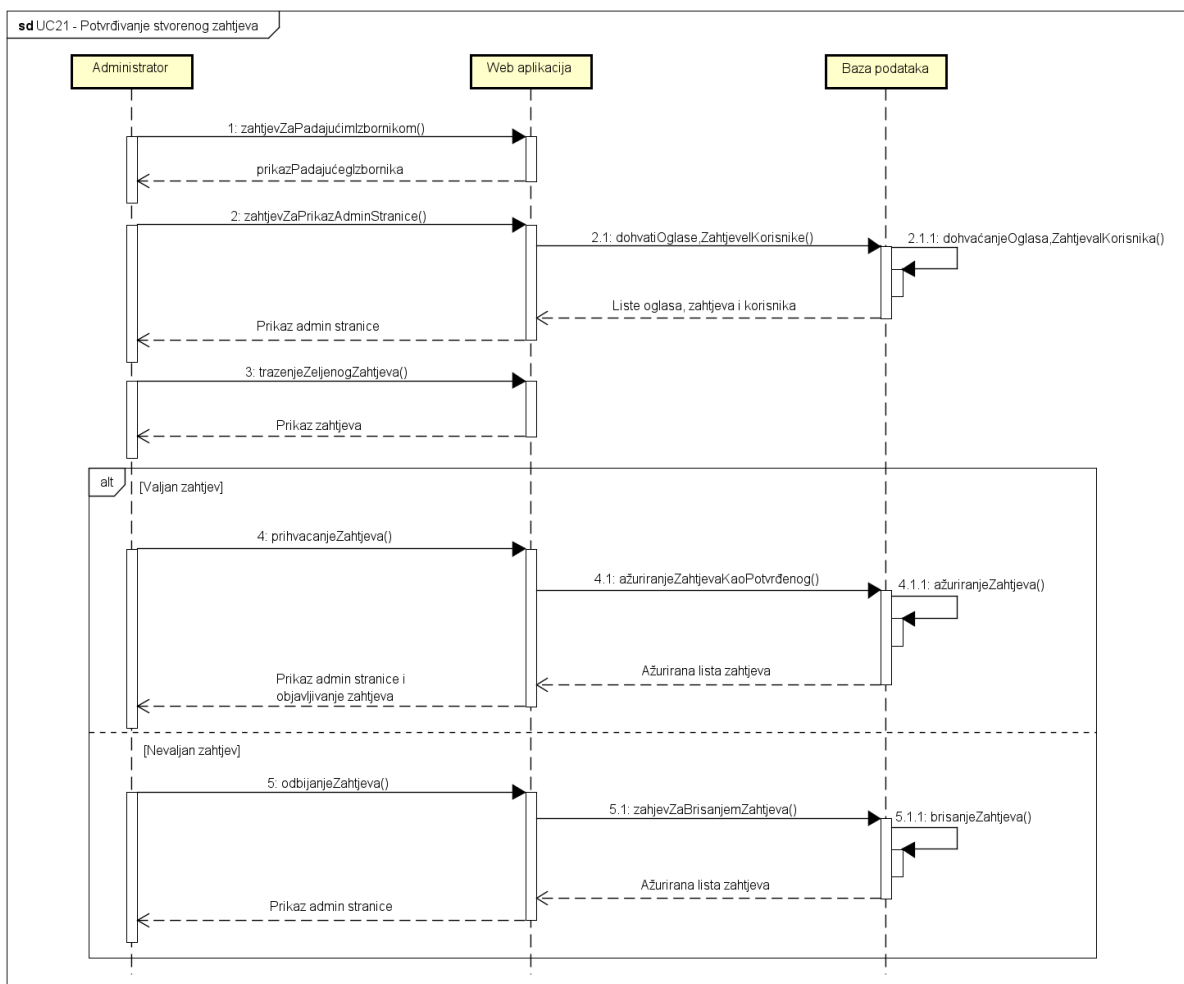 sd UC21 - Potvrđivanje stvorenog zahtjeva
Administrator
Web aplikacija
Baza podataka
1: zahtjevZaPadajućimIzbornikom()
prikazPadajućegIzbornika
2: zahtjevZaPrikazAdminStranice()
2.1: dohvatiOglase,ZahtjeveIKorisnike()
2.1.1: dohvaćanjeOglasa,ZahtjevaIKorisnika()
Liste oglasa, zahtjeva i korisnika
Prikaz admin stranice
3: trazenjeZeljenogZahtjeva()
Prikaz zahtjeva
alt
[Valjan zahtjev]
4: prihvacanjeZahtjeva()
4.1: ažuriranjeZahtjevaKaoPotvrđenog()
4.1.1: ažuriranjeZahtjeva()
Ažurirana lista zahtjeva
Prikaz admin stranice i
objavljivanje zahtjeva
[Nevaljan zahtjev]
5: odbijanjeZahtjeva()
5.1: zahjevZaBrisanjemZahtjeva()
5.1.1: brisanjeZahtjeva()
Ažurirana lista zahtjeva
Prikaz admin stranice